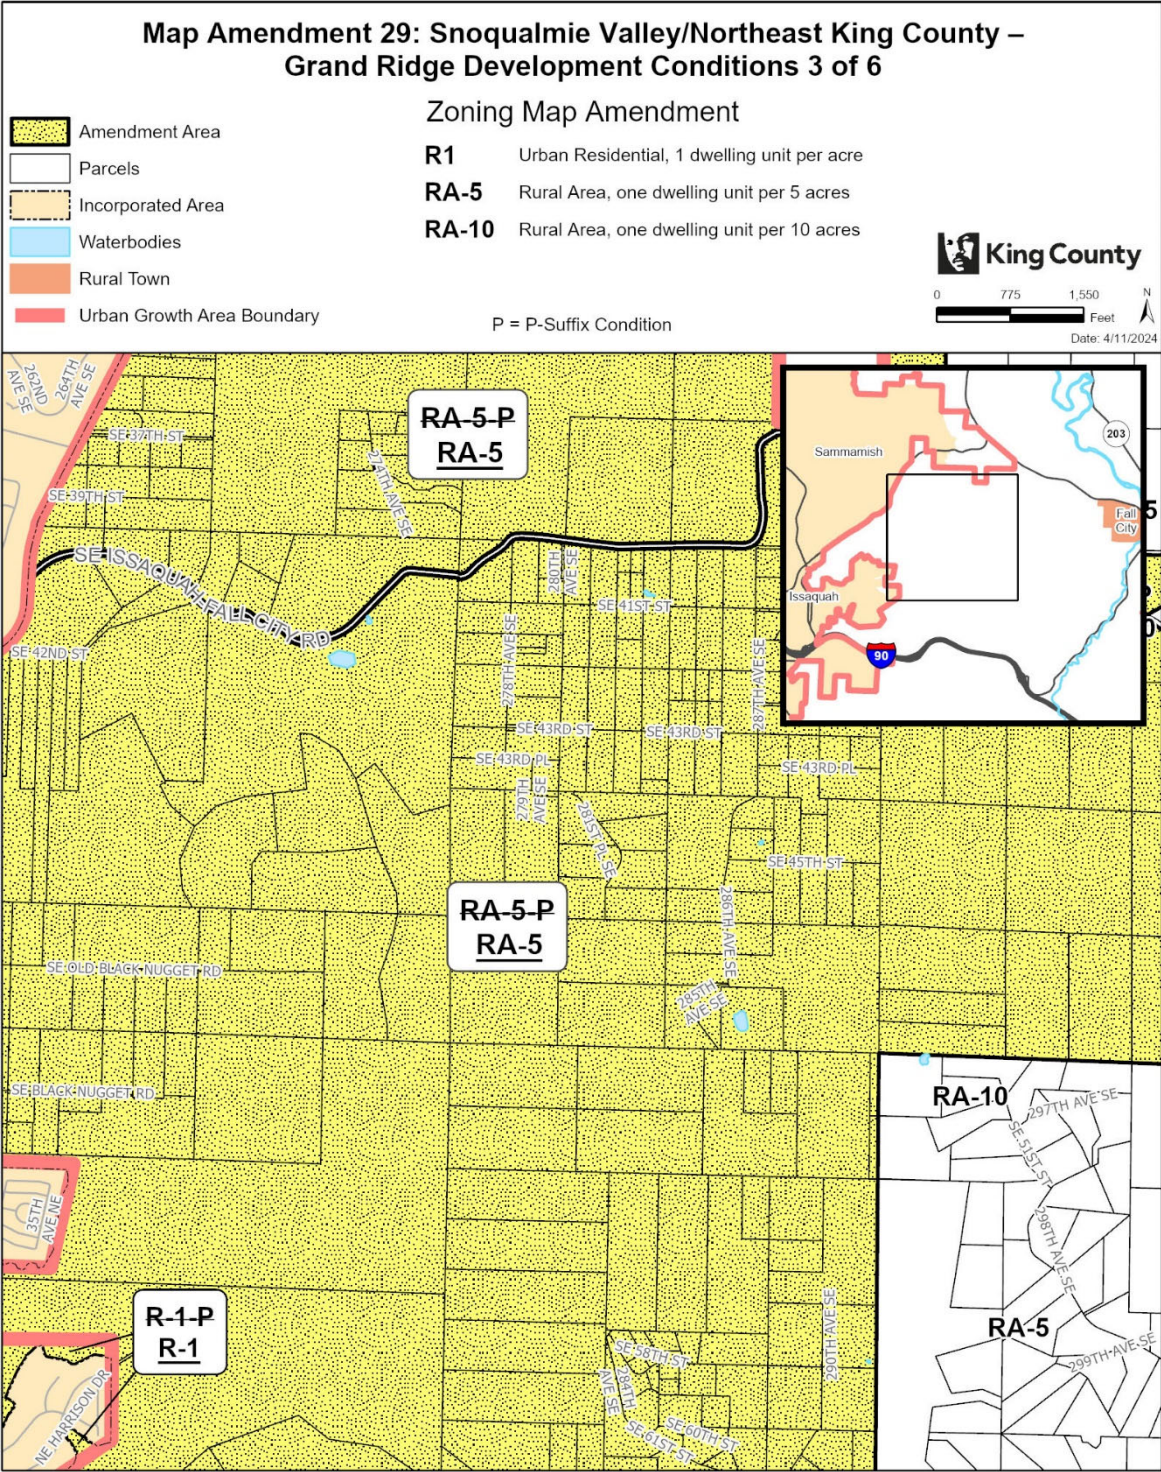 Map Amendment 29: Snoqualmie Valley/Northeast King County –
Grand Ridge Development Conditions 3 of 6
Zoning Map Amendment
Amendment Area
Parcels
Incorporated Area
Waterbodies
Rural Town
Urban Growth Area Boundary
R1 Urban Residential, 1 dwelling unit per acre
RA-5 Rural Area, one dwelling unit per 5 acres
RA-10 Rural Area, one dwelling unit per 10 acres
P = P-Suffix Condition
King County
0 775 1,550
Feet
N
Date: 4/11/2024
262ND
AVE SE
264TH
AVE SE
SE 37TH ST
SE 39TH ST
274TH AVE SE
RA-5-P
RA-5
Sammamish
203
Fall
City
Issaquah
90
5
0
SE ISSAQUAH-FALL CITY RD
SE 42ND ST
280TH
AVE SE
SE 41ST ST
278TH AVE SE
287TH AVE SE
SE 43RD ST
SE 43RD ST
SE 43RD PL
SE 43RD PL
279TH
AVE SE
281ST PL SE
SE 45TH ST
286TH AVE SE
RA-5-P
RA-5
SE OLD BLACK NUGGET RD
285TH
AVE SE
SE BLACK NUGGET RD
RA-10
297TH AVE SE
SE 51ST ST
298TH AVE SE
35TH
AVE NE
R-1-P
R-1
RA-5
299TH AVE SE
290TH AVE SE
SE 58TH ST
284TH
AVE SE
SE 60TH ST
SE 61ST ST
NE HARRISON DR